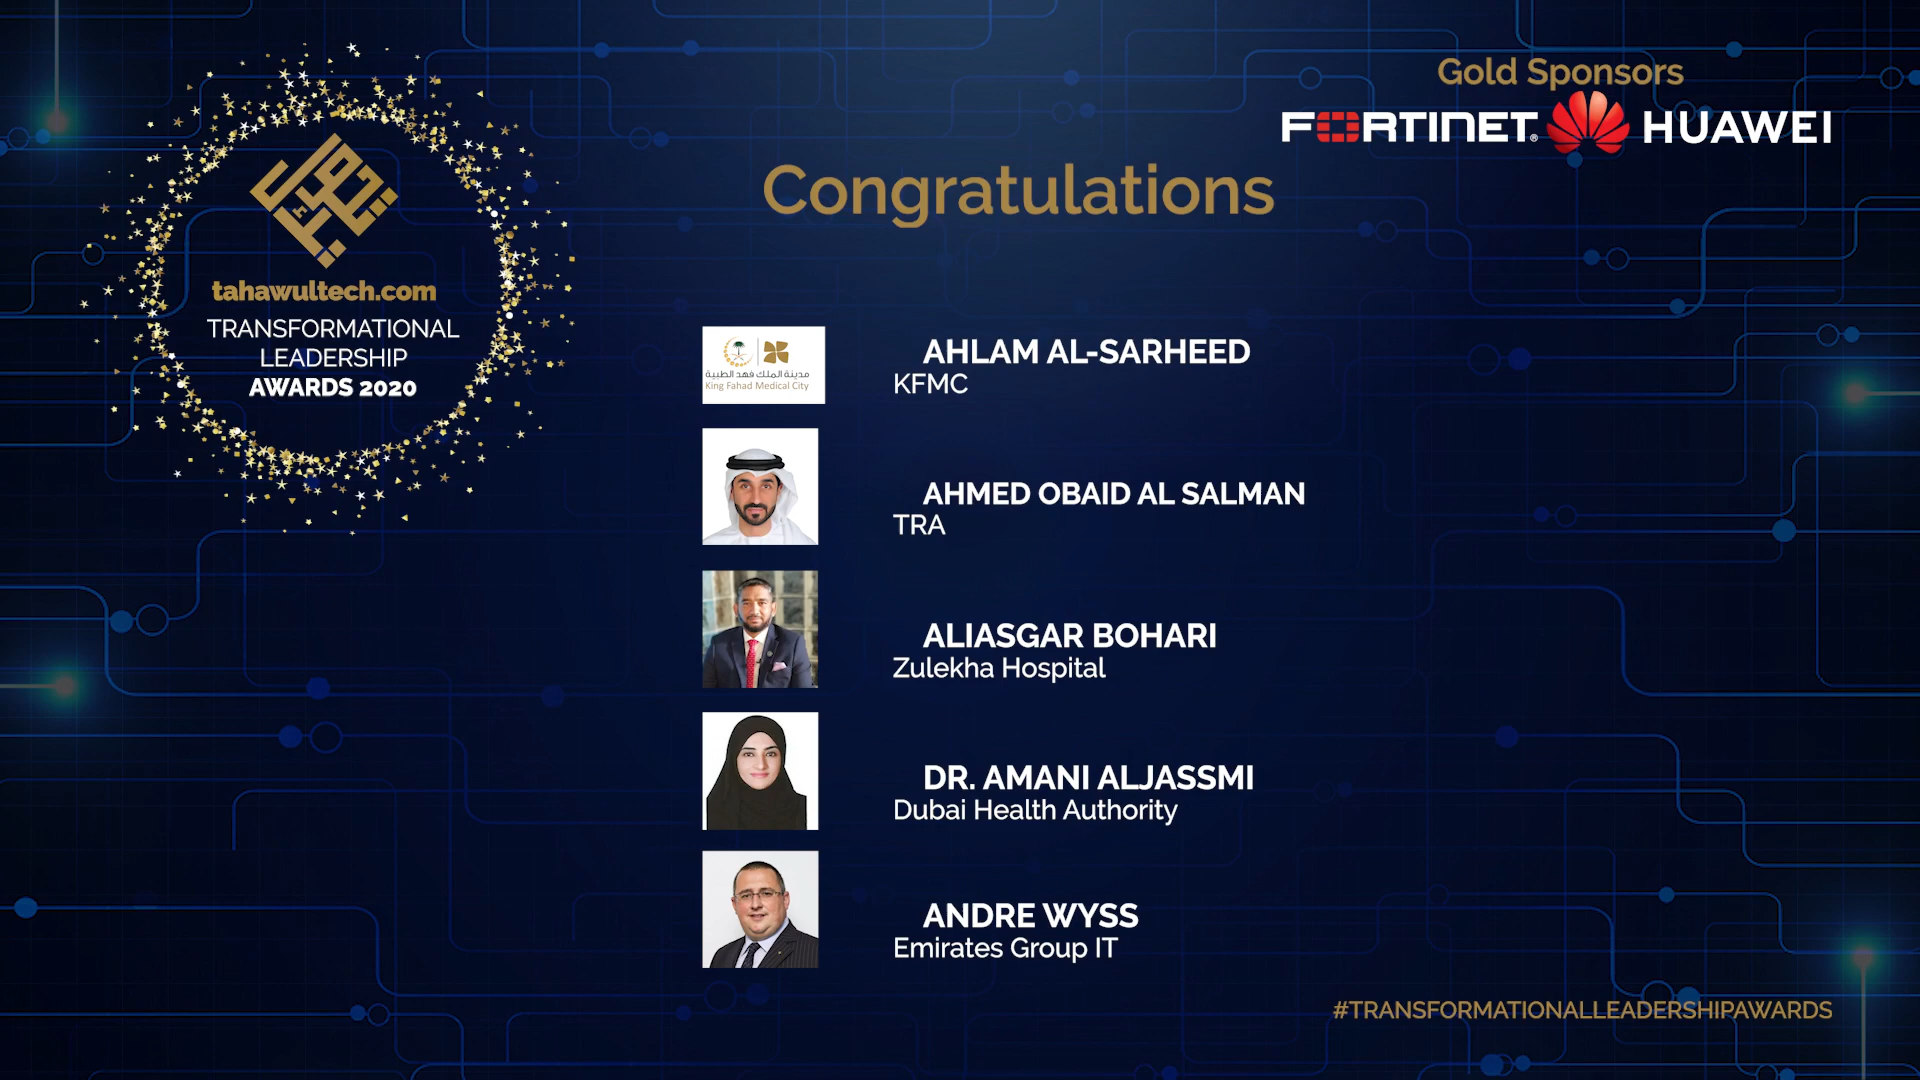 tahawultech.com
TRANSFORMATIONAL
LEADERSHIP
AWARDS 2020
Gold Sponsors
FORTINET® HUAWEI
Congratulations
مدينة الملك فهد الطبية
King Fahad Medical City
AHLAM AL-SARHEED
KFMC
AHMED OBAID AL SALMAN
TRA
ALIASGAR BOHARI
Zulekha Hospital
DR. AMANI ALJASSMI
Dubai Health Authority
ANDRE WYSS
Emirates Group IT
#TRANSFORMATIONALLEADERSHIPAWARDS